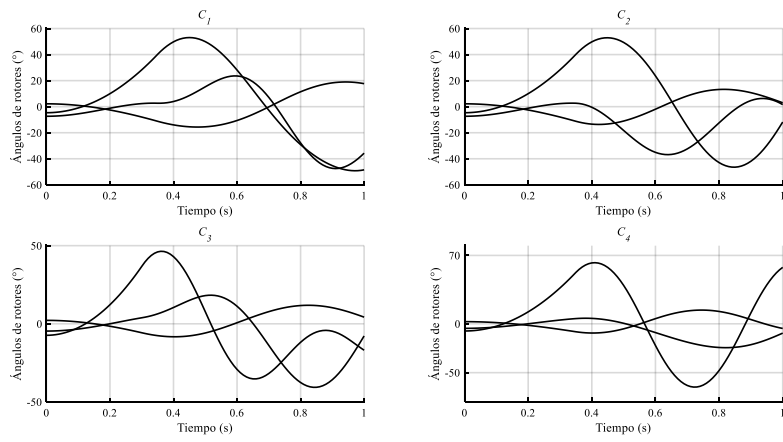 C1
Ángulos de rotores (°)
60
40
20
0
-20
-40
-60
0 0.2 0.4 0.6 0.8 1
Tiempo (s)
C2
Ángulos de rotores (°)
60
40
20
0
-20
-40
-60
0 0.2 0.4 0.6 0.8 1
Tiempo (s)
C3
Ángulos de rotores (°)
50
0
-50
0 0.2 0.4 0.6 0.8 1
Tiempo (s)
C4
Ángulos de rotores (°)
70
0
-50
-80
0 0.2 0.4 0.6 0.8 1
Tiempo (s)